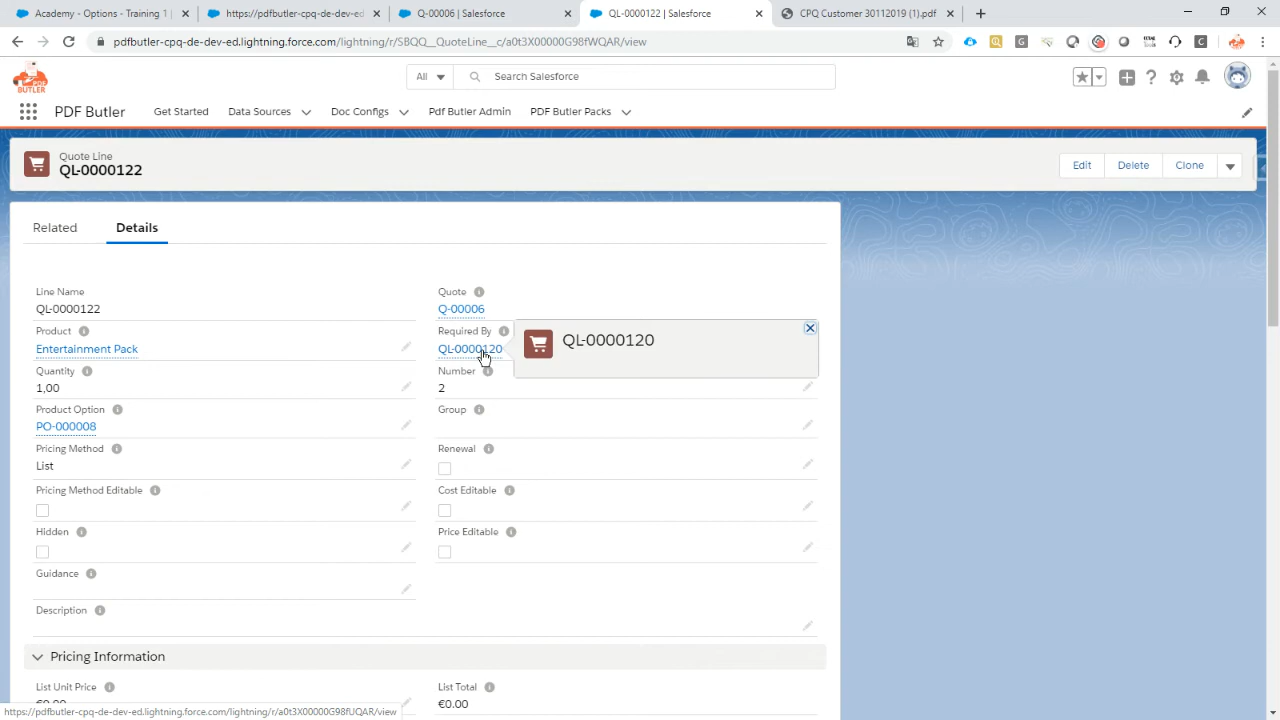 Academy - Options - Training 1
https://pdfbutler-cpq-de-dev-ed
Q-00006 | Salesforce
QL-0000122 | Salesforce
CPQ Customer 30112019 (1).pdf
pdfbutler-cpq-de-dev-ed.lightning.force.com/lightning/r/SBQQ__QuoteLine__c/a0t3X00000G98fWQAR/view
PDF
BUTLER
All
Search Salesforce
PDF Butler
Get Started
Data Sources
Doc Configs
Pdf Butler Admin
PDF Butler Packs
Quote Line
QL-0000122
Edit
Delete
Clone
Related
Details
Line Name
QL-0000122
Quote
Q-00006
Product
Entertainment Pack
Required By
QL-0000120
QL-0000120
Quantity
1,00
Number
2
Product Option
PO-000008
Group
Pricing Method
List
Renewal
Pricing Method Editable
Cost Editable
Hidden
Price Editable
Guidance
Description
Pricing Information
List Unit Price
€0.00
List Total
€0.00
https://pdfbutler-cpq-de-dev-ed.lightning.force.com/lightning/r/a0t3X00000G98fUQAR/view